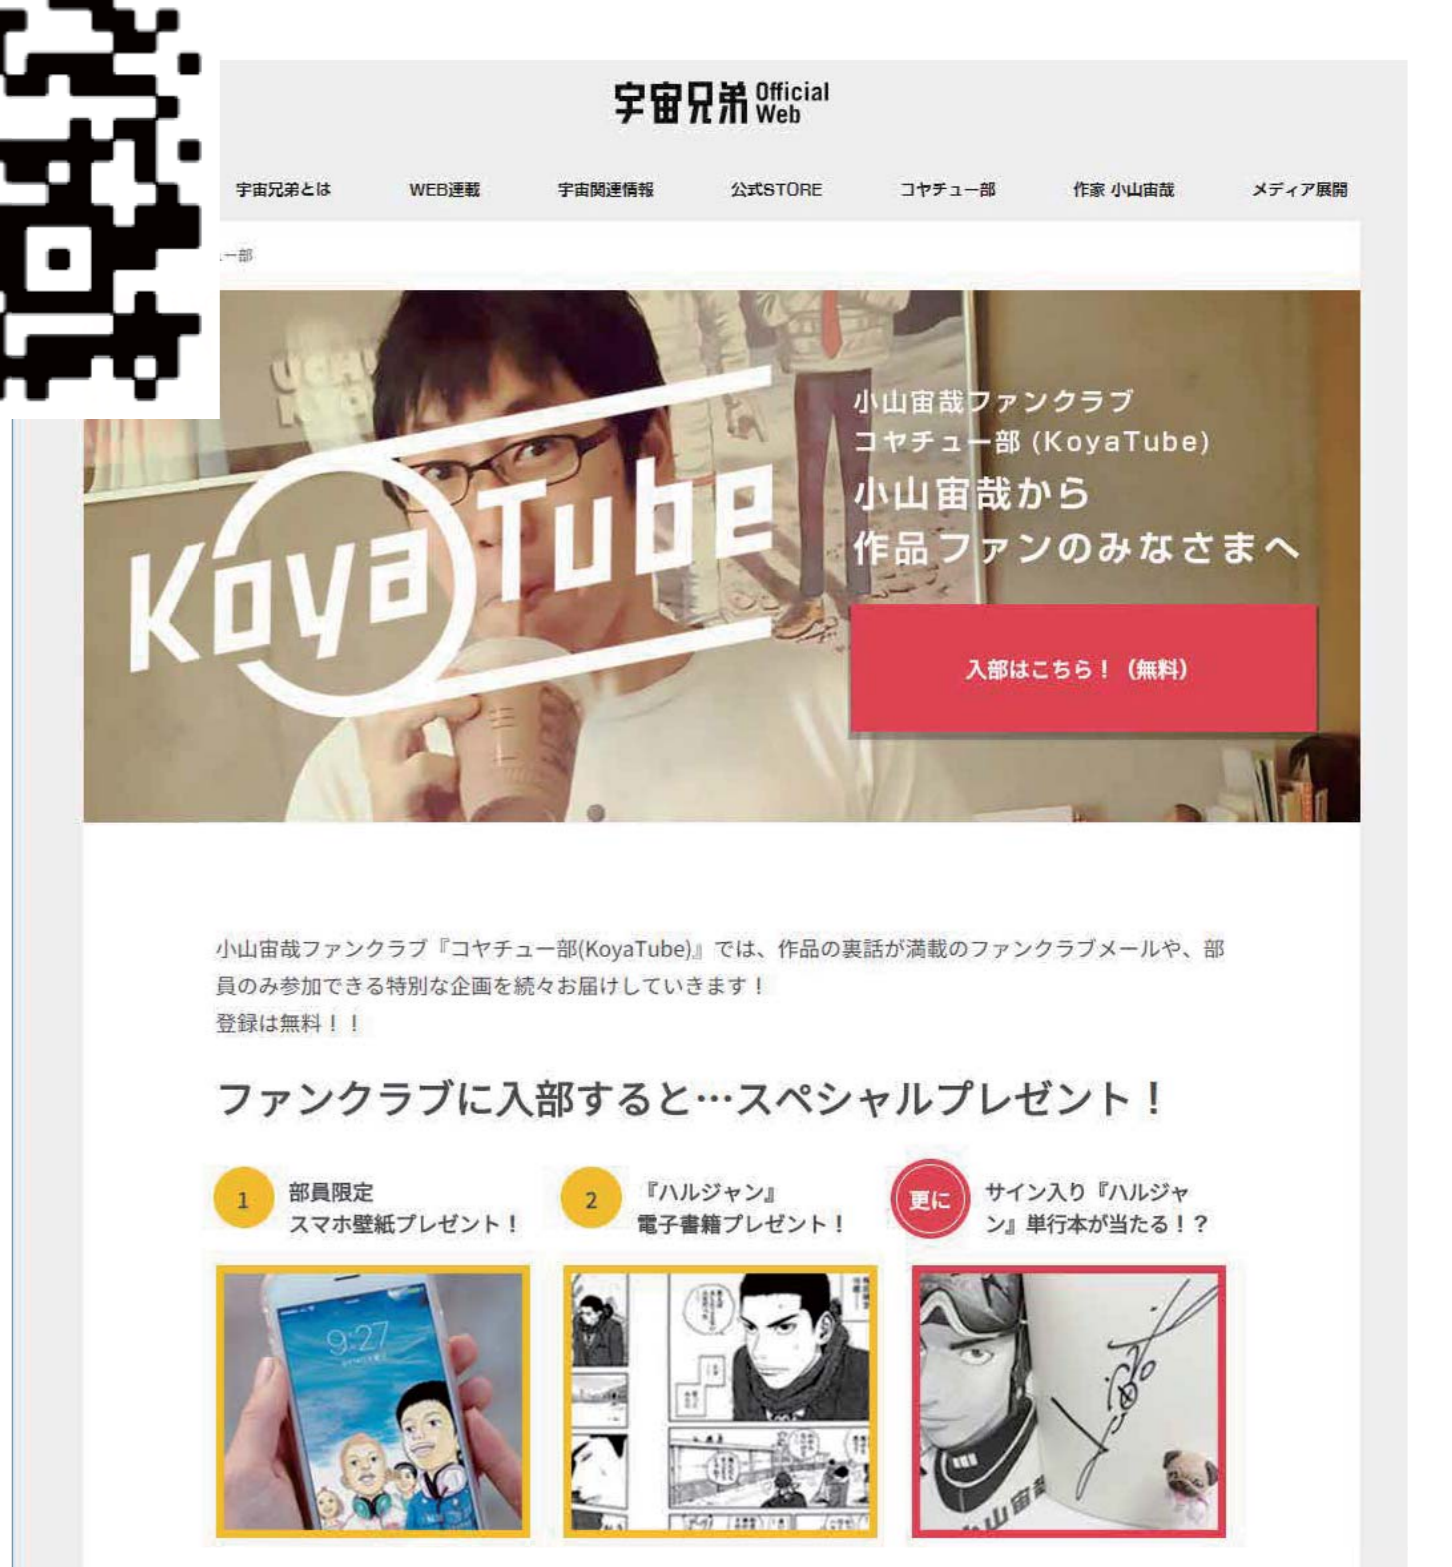 宇宙兄弟 Official Web
宇宙兄弟とは WEB連載 宇宙関連情報 公式STORE コヤチュー部 作家 小山宙哉 メディア展開
ー部
KoyaTube
小山宙哉ファンクラブ
コヤチュー部 (KoyaTube)
小山宙哉から
作品ファンのみなさまへ
入部はこちら！（無料）
小山宙哉ファンクラブ『コヤチュー部(KoyaTube)』では、作品の裏話が満載のファンクラブメールや、部
員のみ参加できる特別な企画を続々お届けしていきます！
登録は無料！！
ファンクラブに入部すると…スペシャルプレゼント！
1 部員限定
スマホ壁紙プレゼント！
2 『ハルジャン』
電子書籍プレゼント！
更に サイン入り『ハルジャ
ン』単行本が当たる！？
9:27
小山宙哉